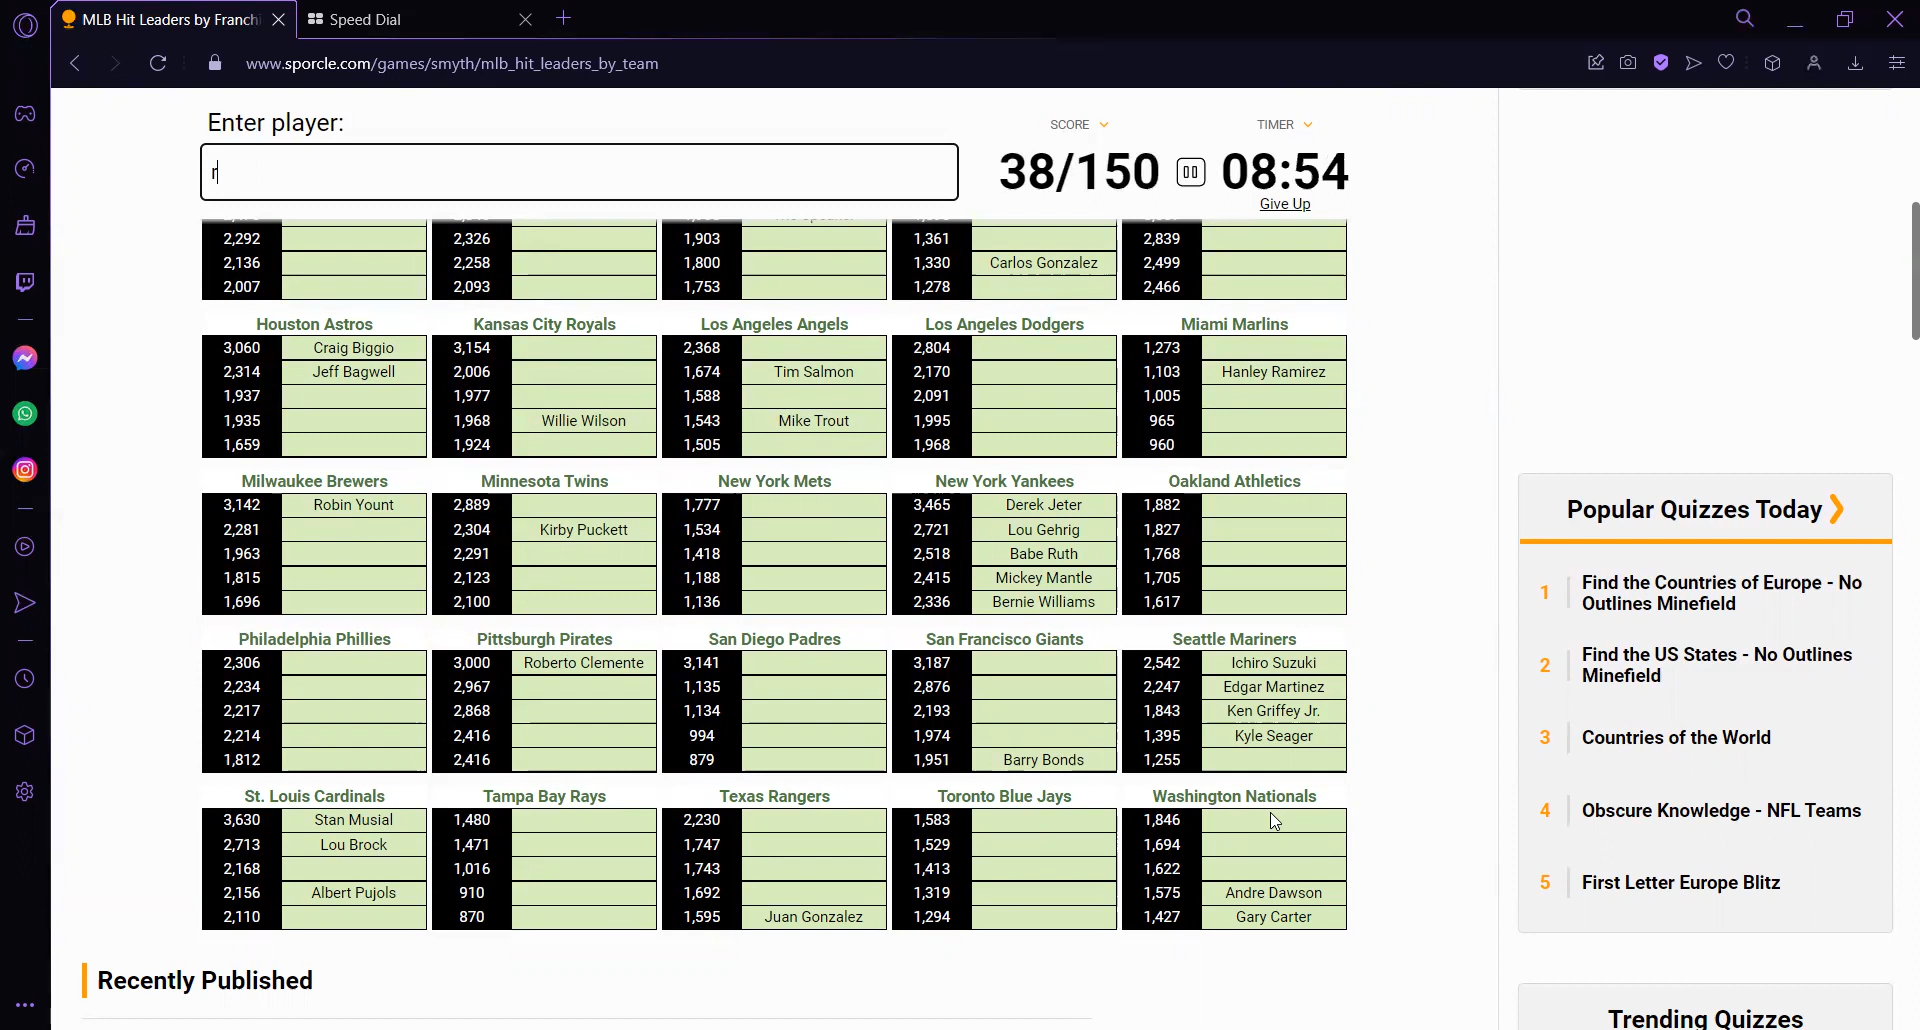 MLB Hit Leaders by Franchi
Speed Dial
www.sporcle.com/games/smyth/mlb_hit_leaders_by_team
Enter player:
r
SCORE
TIMER
38/150
08:54
Give Up
2,292 2,326 1,903 1,361 2,839
2,136 2,258 1,800 1,330 Carlos Gonzalez 2,499
2,007 2,093 1,753 1,278 2,466
Houston Astros Kansas City Royals Los Angeles Angels Los Angeles Dodgers Miami Marlins
3,060 Craig Biggio 3,154 2,368 2,804 1,273
2,314 Jeff Bagwell 2,006 1,674 Tim Salmon 2,170 1,103 Hanley Ramirez
1,937 1,977 1,588 2,091 1,005
1,935 1,968 Willie Wilson 1,543 Mike Trout 1,995 965
1,659 1,924 1,505 1,968 960
Milwaukee Brewers Minnesota Twins New York Mets New York Yankees Oakland Athletics
3,142 Robin Yount 2,889 1,777 3,465 Derek Jeter 1,882
2,281 2,304 Kirby Puckett 1,534 2,721 Lou Gehrig 1,827
1,963 2,291 1,418 2,518 Babe Ruth 1,768
1,815 2,123 1,188 2,415 Mickey Mantle 1,705
1,696 2,100 1,136 2,336 Bernie Williams 1,617
Philadelphia Phillies Pittsburgh Pirates San Diego Padres San Francisco Giants Seattle Mariners
2,306 3,000 Roberto Clemente 3,141 3,187 2,542 Ichiro Suzuki
2,234 2,967 1,135 2,876 2,247 Edgar Martinez
2,217 2,868 1,134 2,193 1,843 Ken Griffey Jr.
2,214 2,416 994 1,974 1,395 Kyle Seager
1,812 2,416 879 1,951 Barry Bonds 1,255
St. Louis Cardinals Tampa Bay Rays Texas Rangers Toronto Blue Jays Washington Nationals
3,630 Stan Musial 1,480 2,230 1,583 1,846
2,713 Lou Brock 1,471 1,747 1,529 1,694
2,168 1,016 1,743 1,413 1,622
2,156 Albert Pujols 910 1,692 1,319 1,575 Andre Dawson
2,110 870 1,595 Juan Gonzalez 1,294 1,427 Gary Carter
Recently Published
Popular Quizzes Today
1 Find the Countries of Europe - No
Outlines Minefield
2 Find the US States - No Outlines
Minefield
3 Countries of the World
4 Obscure Knowledge - NFL Teams
5 First Letter Europe Blitz
Trending Quizzes